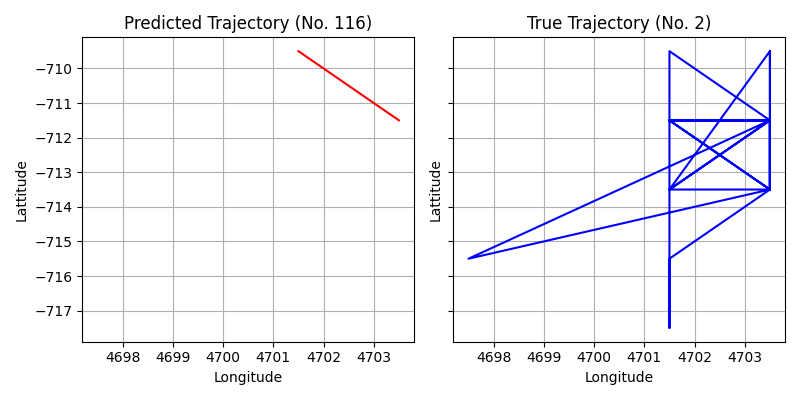 Predicted Trajectory (No. 116)
True Trajectory (No. 2)
Lattitude
−710
−711
−712
−713
−714
−715
−716
−717
4698 4699 4700 4701 4702 4703
Longitude
Lattitude
4698 4699 4700 4701 4702 4703
Longitude